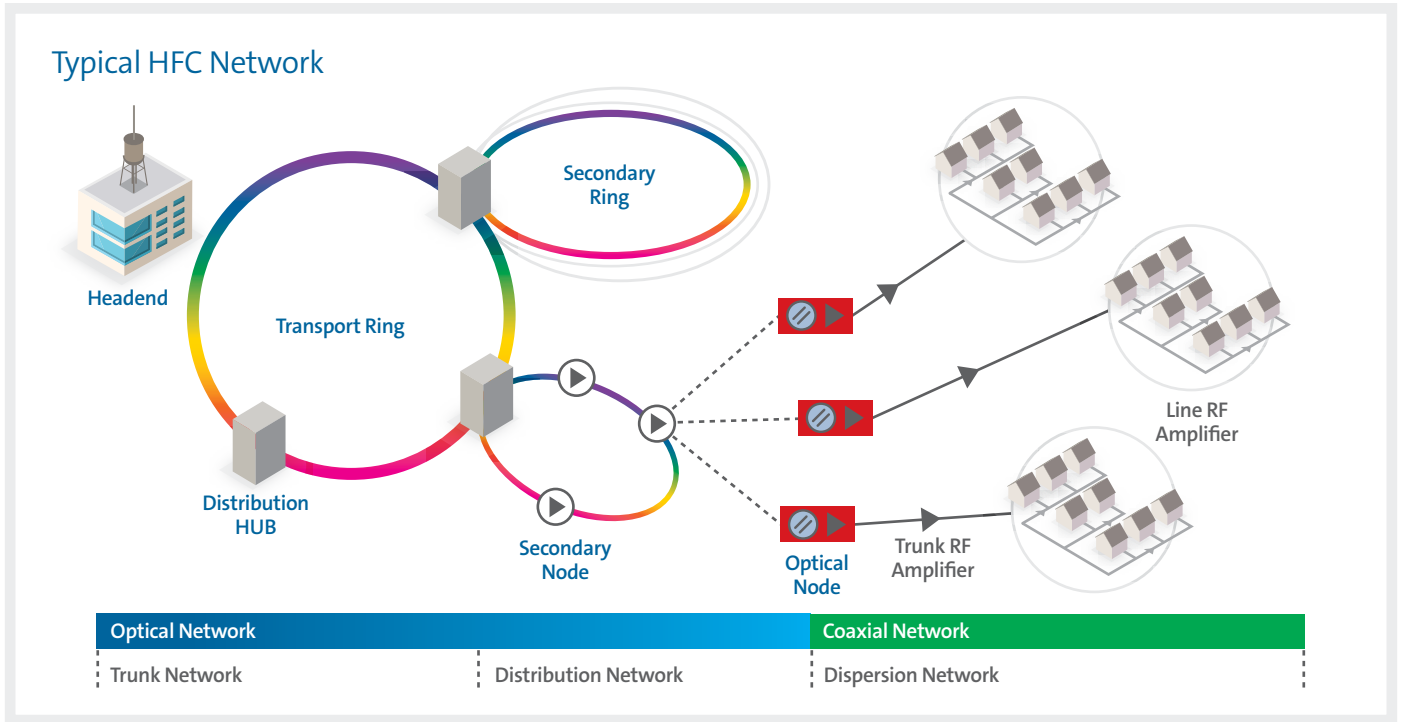 Typical HFC Network
Secondary
Ring
Headend
Transport Ring
Line RF
Amplifier
Distribution
HUB
Secondary
Node
Optical
Node
Trunk RF
Amplifier
Optical Network
Coaxial Network
Trunk Network
Distribution Network
Dispersion Network